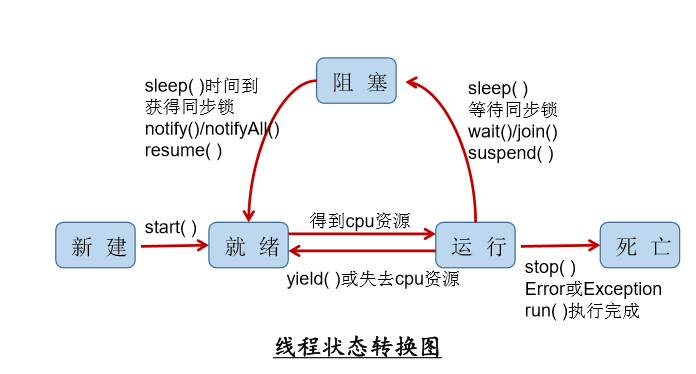 阻 塞
sleep( )时间到
获得同步锁
notify()/notifyAll()
resume( )
sleep( )
等待同步锁
wait()/join()
suspend( )
新 建
start( )
就 绪
得到cpu资源
yield( )或失去cpu资源
运 行
死 亡
stop( )
Error或Exception
run( )执行完成
线程状态转换图